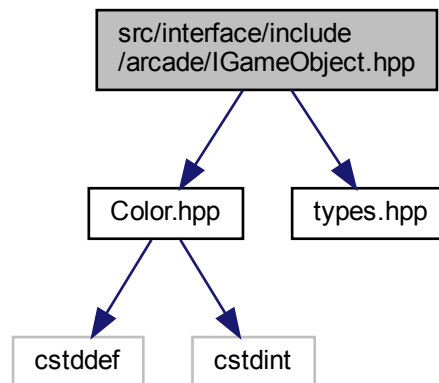 src/interface/include
/arcade/IGameObject.hpp
Color.hpp
types.hpp
cstddef
cstdint